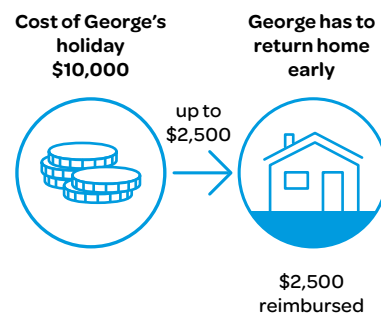 Cost of George's
holiday
$10,000
up to
$2,500
George has to
return home
early
$2,500
reimbursed